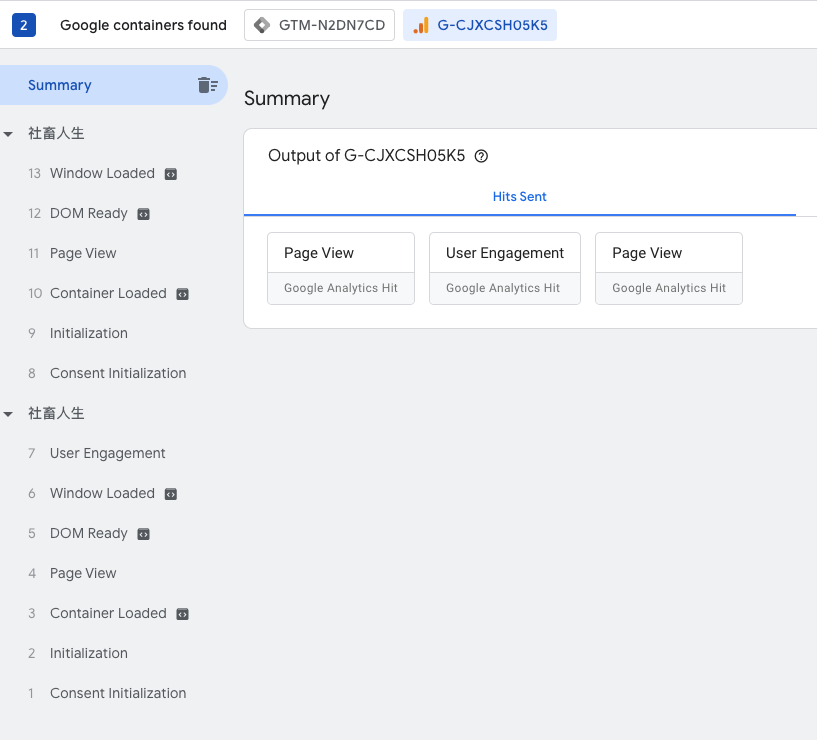 2 Google containers found GTM-N2DN7CD G-CJXCSH05K5
Summary
社畜人生
13 Window Loaded
12 DOM Ready
11 Page View
10 Container Loaded
9 Initialization
8 Consent Initialization
社畜人生
7 User Engagement
6 Window Loaded
5 DOM Ready
4 Page View
3 Container Loaded
2 Initialization
1 Consent Initialization
Summary
Output of G-CJXCSH05K5
Hits Sent
Page View
Google Analytics Hit
User Engagement
Google Analytics Hit
Page View
Google Analytics Hit